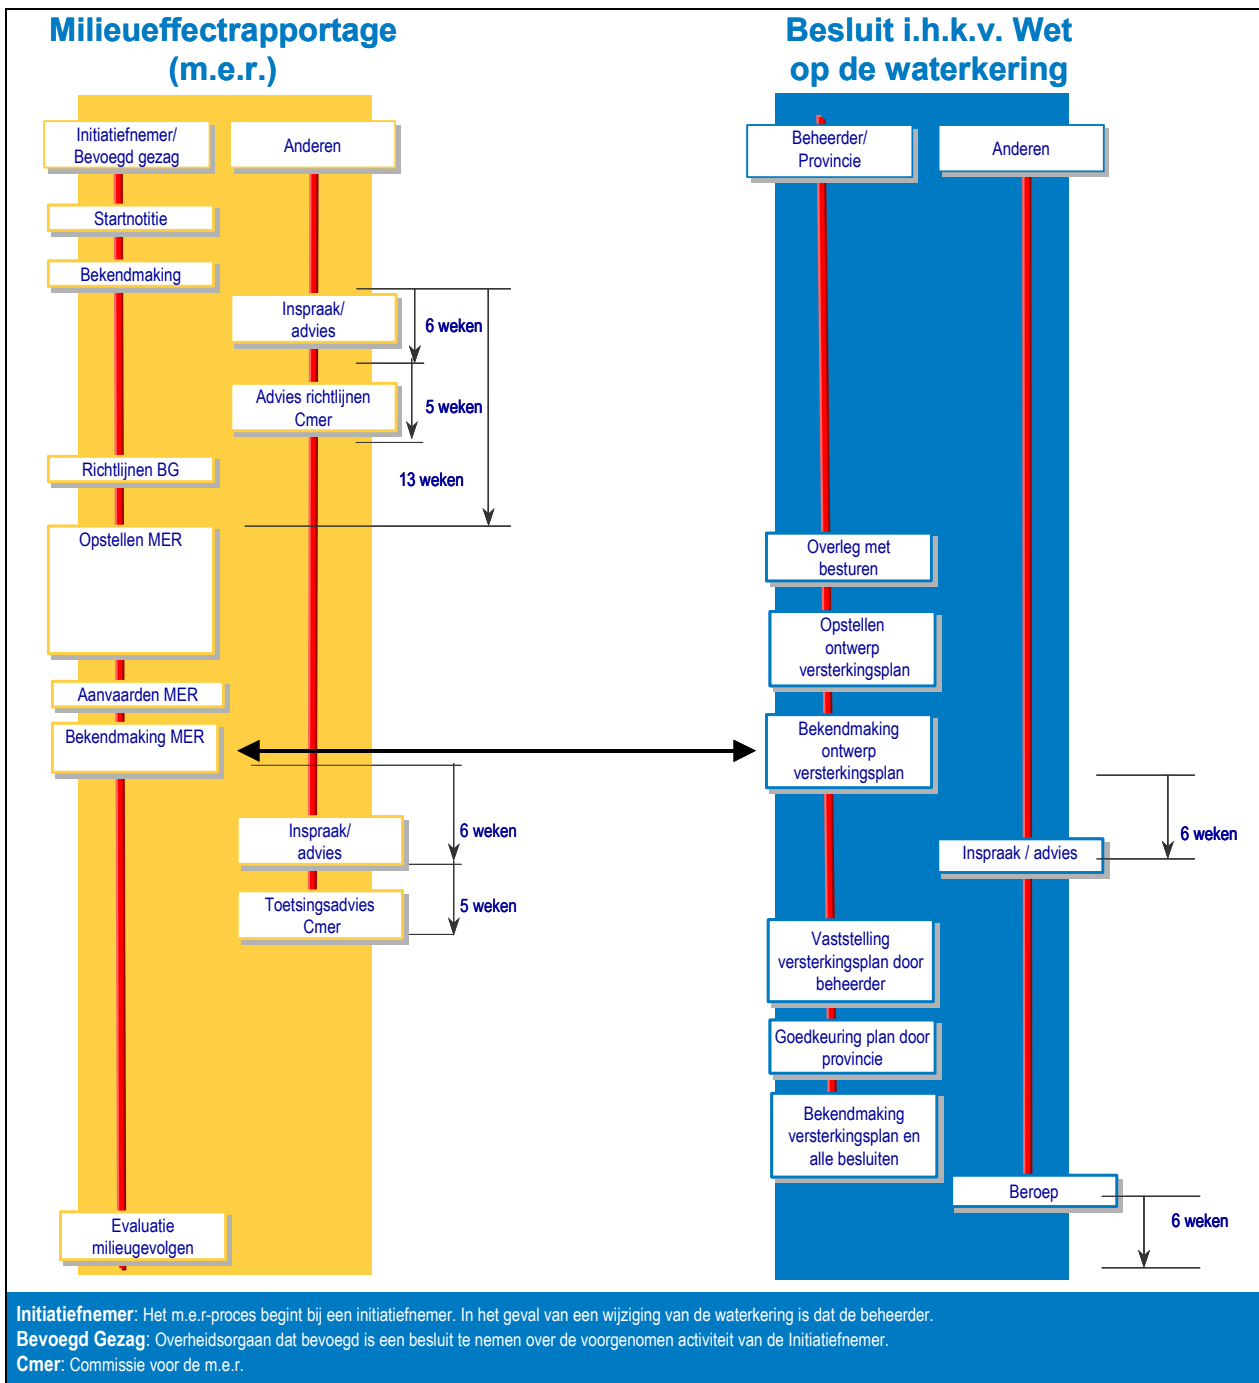 Milieueffectrapportage
(m.e.r.)
Initiatiefnemer/
Bevoegd gezag
Anderen
Startnotitie
Bekendmaking
Inspraak/
advies
6 weken
Advies richtlijnen
Cmer
5 weken
Richtlijnen BG
13 weken
Opstellen MER
Aanvaarden MER
Bekendmaking MER
Inspraak/
advies
6 weken
Toetsingsadvies
Cmer
5 weken
Evaluatie
milieugevolgen
Besluit i.h.k.v. Wet
op de waterkering
Beheerder/
Provincie
Anderen
Overleg met
besturen
Opstellen
ontwerp
versterkingsplan
Bekendmaking
ontwerp
versterkingsplan
6 weken
Inspraak / advies
Vaststelling
versterkingsplan door
beheerder
Goedkeuring plan door
provincie
Bekendmaking
versterkingsplan en
alle besluiten
Beroep
6 weken
Initiatiefnemer: Het m.e.r-proces begint bij een initiatiefnemer. In het geval van een wijziging van de waterkering is dat de beheerder.
Bevoegd Gezag: Overheidsorgaan dat bevoegd is een besluit te nemen over de voorgenomen activiteit van de Initiatiefnemer.
Cmer: Commissie voor de m.e.r.